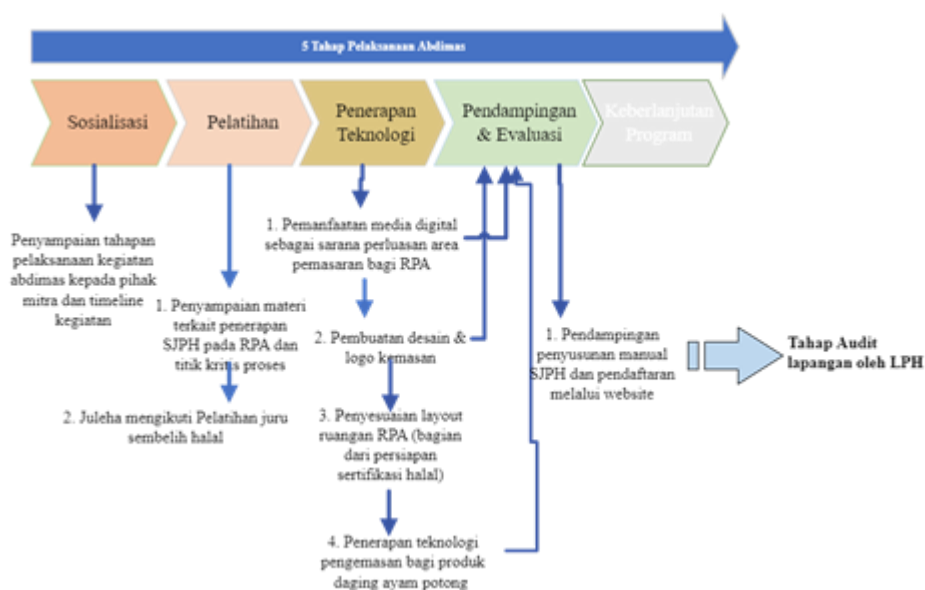 5 Tahap Pelaksanaan Abdimas
Sosialisasi
Pelatihan
Penerapan
Teknologi
Pendampingan
& Evaluasi
Keberlanjutan
Program
Penyampaian tahapan
pelaksanaan kegiatan
abdimas kepada pihak
mitra dan timeline
kegiatan
1. Penyampaian materi
terkait penerapan
SJPH pada RPA dan
titik kritis proses
2. Juleha mengikuti Pelatihan juru
sembelih halal
1. Pemanfaatan media digital
sebagai sarana perluasan area
pemasaran bagi RPA
2. Pembuatan desain &
logo kemasan
3. Penyesuaian layout
ruangan RPA (bagian
dari persiapan
sertifikasi halal)
4. Penerapan teknologi
pengemasan bagi produk
daging ayam potong
1. Pendampingan
penyusunan manual
SJPH dan pendaftaran
melalui website
Tahap Audit
lapangan oleh LPH